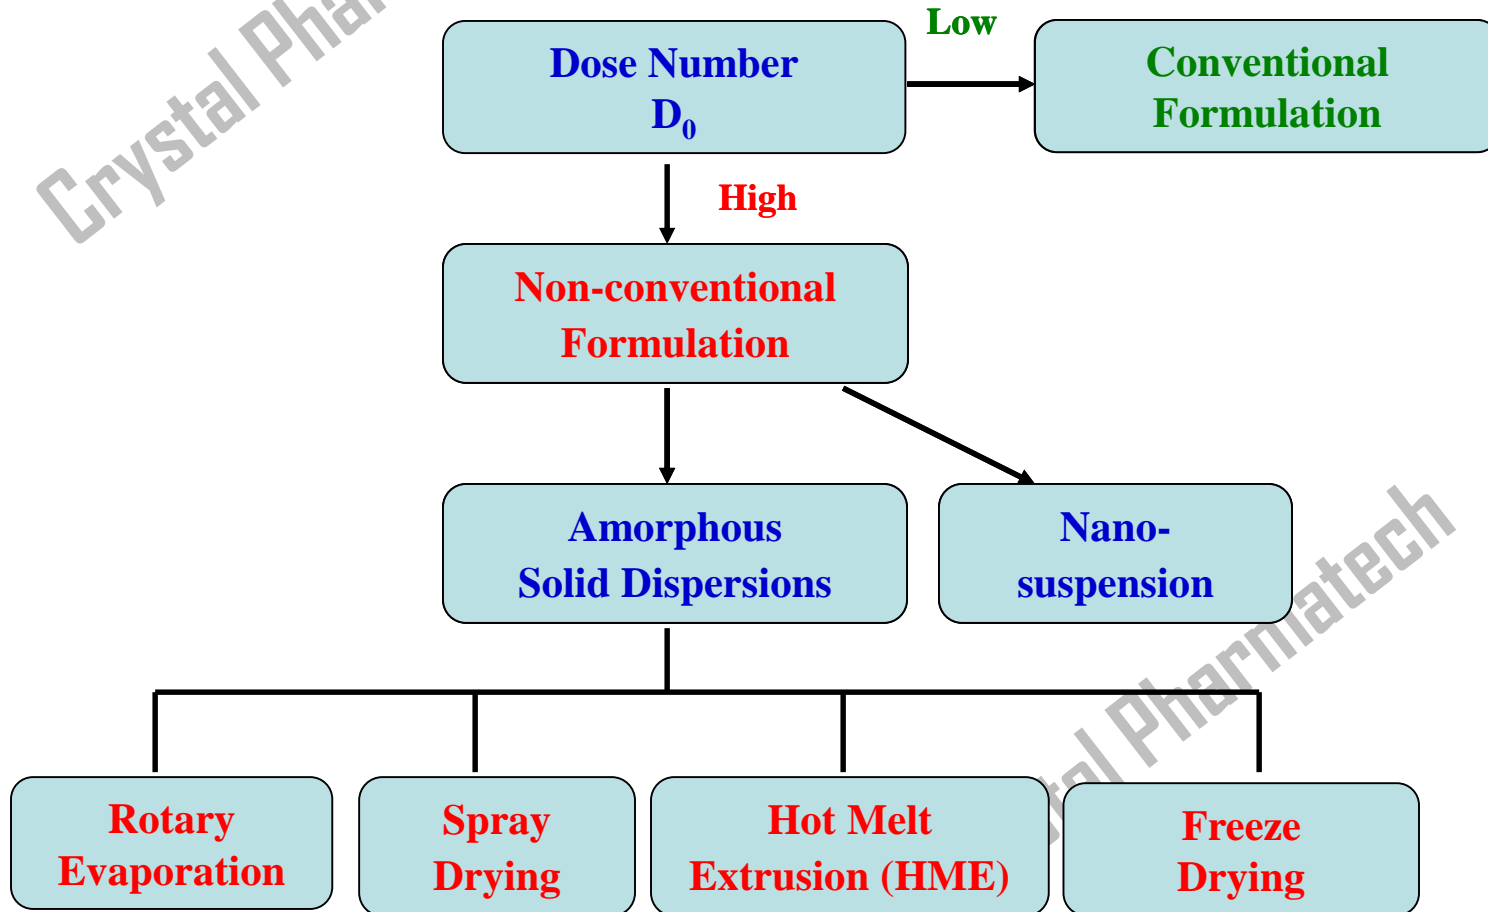 Crystal Phar
Low
Dose Number
D₀
Conventional
Formulation
High
Non-conventional
Formulation
Amorphous
Solid Dispersions
Nano-
suspension
Pharmatech
Rotary
Evaporation
Spray
Drying
Hot Melt
Extrusion (HME)
Freeze
Drying